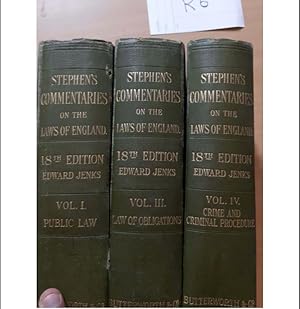 STEPHEN'S
COMMENTARIES
ON THE
LAWS OF ENGLAND.
18TH EDITION
EDWARD JENKS
VOL. I.
PUBLIC LAW
STEPHEN'S
COMMENTARIES
ON THE
LAWS OF ENGLAND.
18TH EDITION
EDWARD JENKS
VOL. III.
LAW OF OBLIGATIONS
BUTTERWORTH & CO.
STEPHEN'S
COMMENTARIES
ON THE
LAWS OF ENGLAND
18TH EDITION
EDWARD JENKS
VOL. IV.
CRIME AND
CRIMINAL PROCEDURE
BUTTERWORTH & CO.